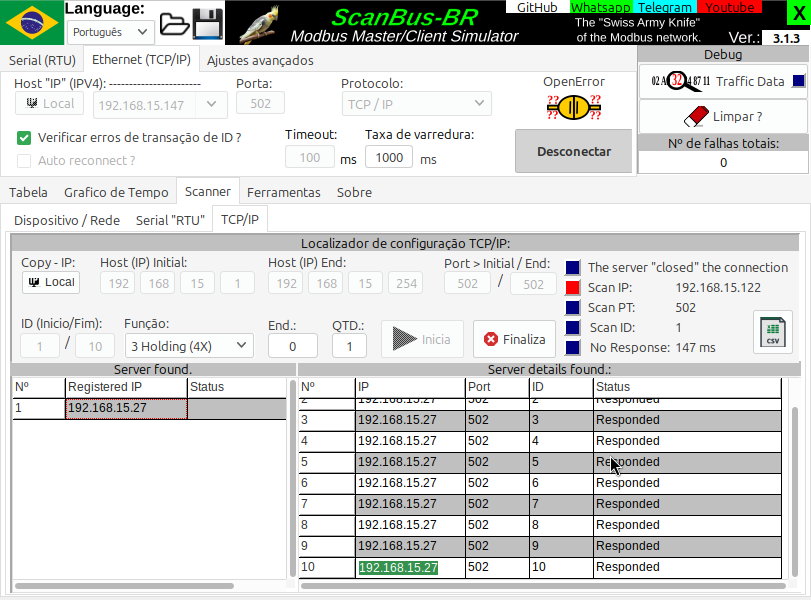 Language:
Português
ScanBus-BR
Modbus Master/Client Simulator
GitHub Whatsapp Telegram Youtube
The "Swiss Army Knife"
of the Modbus network.
Ver.: 3.1.3
X
Serial (RTU) Ethernet (TCP/IP) Ajustes avançados
Debug
Host "IP" (IPV4): ----------------------
Porta:
Protocolo:
OpenError
Local
192.168.15.147
502
TCP / IP
?? ??
?? ??
02 A 32 4 87 11 Traffic Data
Limpar ?
Verificar erros de transação de ID ?
Timeout:
Taxa de varredura:
Desconectar
Nº de falhas totais:
Auto reconnect ?
100 ms
1000 ms
0
Tabela Grafico de Tempo Scanner Ferramentas Sobre
Dispositivo / Rede Serial "RTU" TCP/IP
Localizador de configuração TCP/IP:
Copy - IP:
Host (IP) Initial:
Host (IP) End:
Port > Initial / End:
The server "closed" the connection
Local
192 168 15 1
192 168 15 254
502 / 502
Scan IP: 192.168.15.122
Scan PT: 502
ID (Inicio/Fim):
Função:
End.:
QTD.:
Scan ID: 1
1 / 10
3 Holding (4X)
0
1
Inicia
Finaliza
No Response: 147 ms
CSV
Server found.
Server details found.:
Nº Registered IP Status
1 192.168.15.27
Nº IP Port ID Status
2 192.168.15.27 502 2 Responded
3 192.168.15.27 502 3 Responded
4 192.168.15.27 502 4 Responded
5 192.168.15.27 502 5 Responded
6 192.168.15.27 502 6 Responded
7 192.168.15.27 502 7 Responded
8 192.168.15.27 502 8 Responded
9 192.168.15.27 502 9 Responded
10 192.168.15.27 502 10 Responded